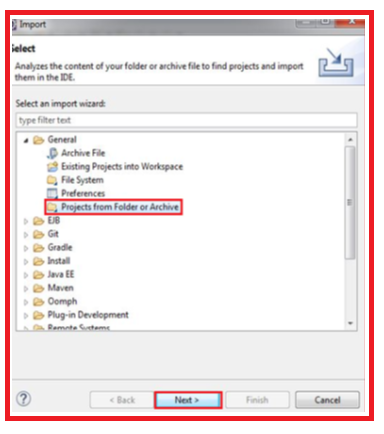 Import
Select
Analyzes the content of your folder or archive file to find projects and import
them in the IDE.
Select an import wizard:
type filter text
General
Archive File
Existing Projects into Workspace
File System
Preferences
Projects from Folder or Archive
EJB
Git
Gradle
Install
Java EE
Maven
Oomph
Plug-in Development
Remote Systems
?
< Back
Next >
Finish
Cancel